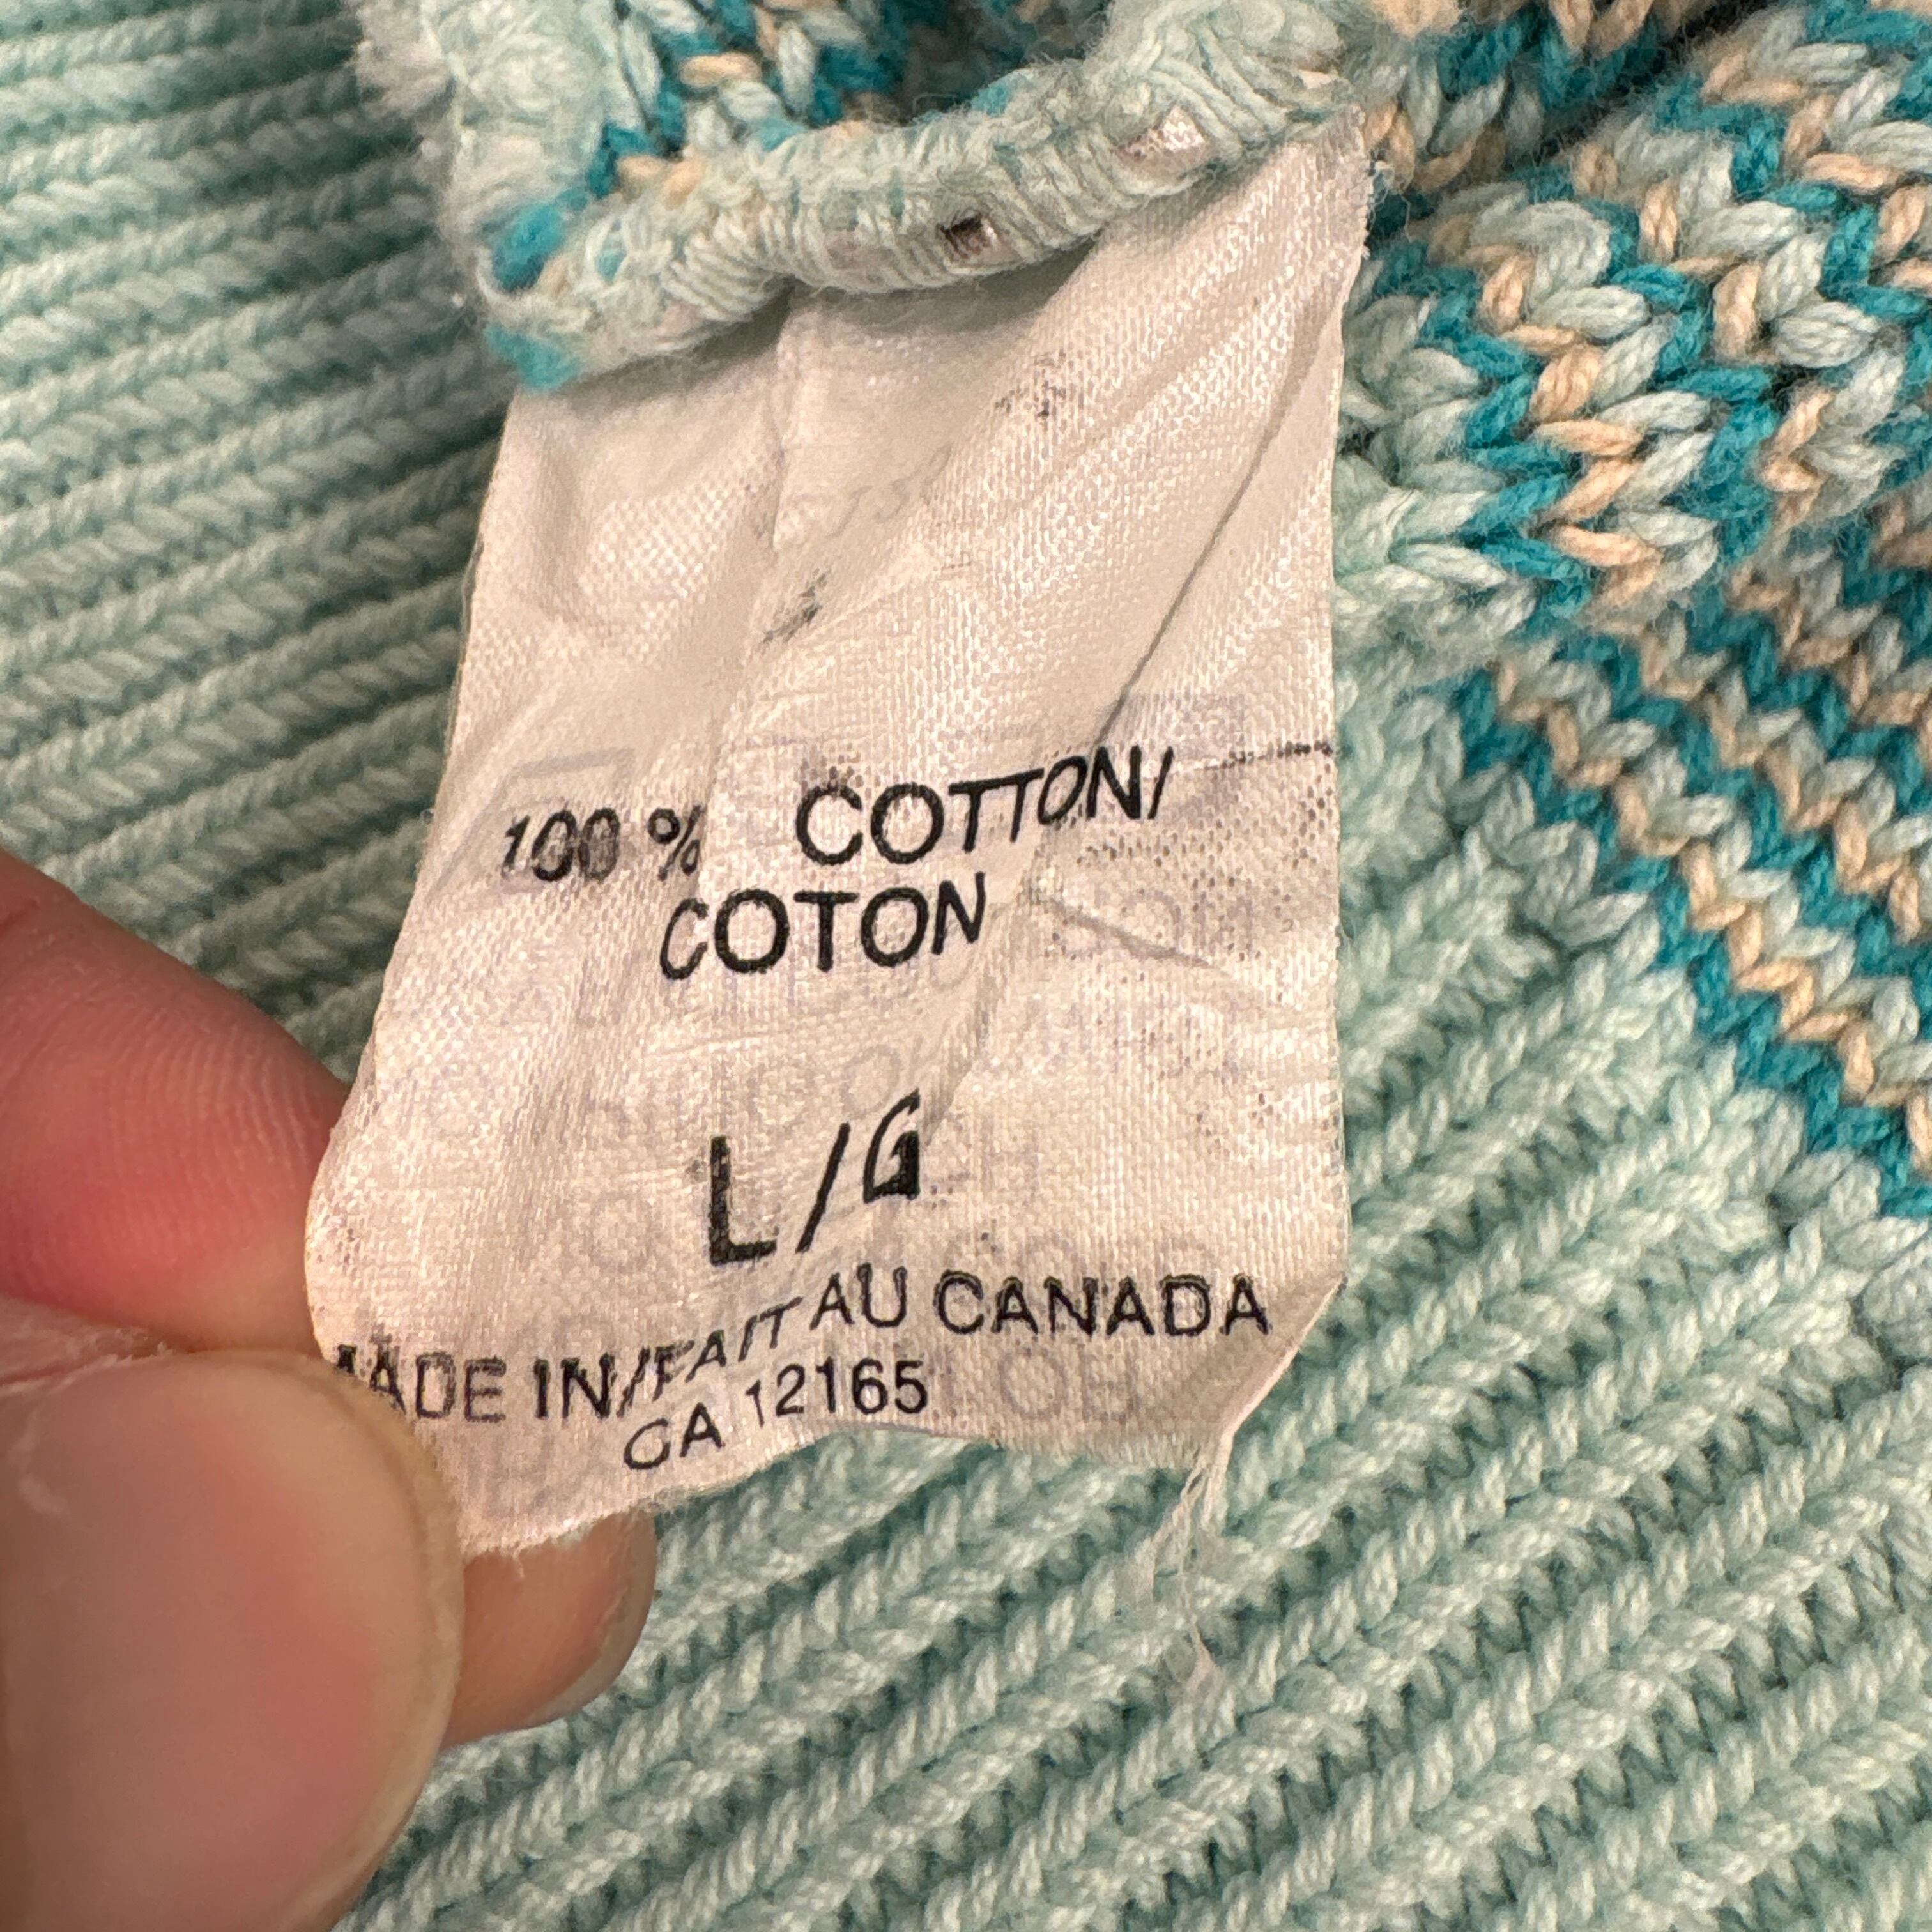 100 % COTTON/
COTON
L/G
MADE IN/FAIT AU CANADA
CA 12165